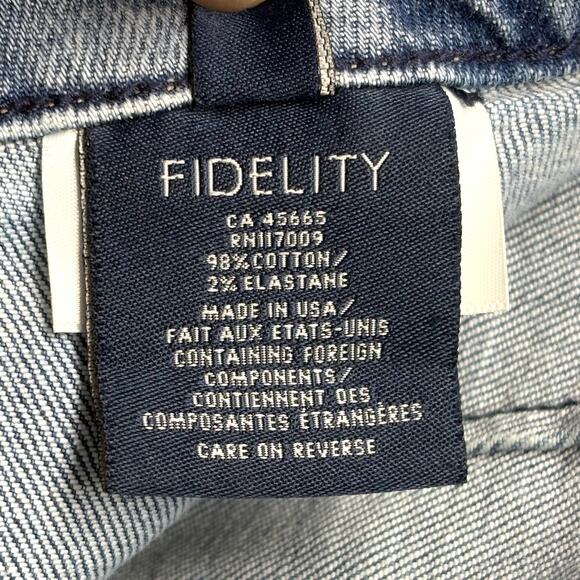 FIDELITY
CA 45665
RN117009
98% COTTON/
2% ELASTANE
MADE IN USA/
FAIT AUX ETATS-UNIS
CONTAINING FOREIGN
COMPONENTS/
CONTIENNENT DES
COMPOSANTES ÉTRANGÈRES
CARE ON REVERSE